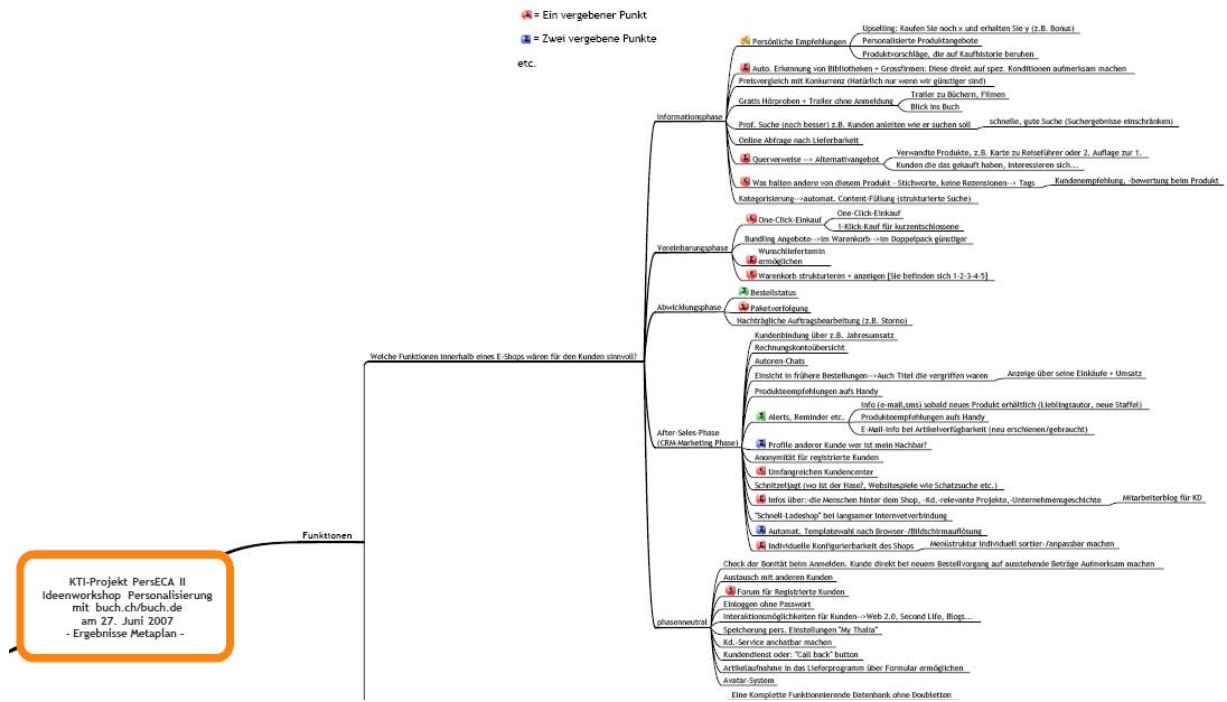 = Ein vergebener Punkt
= Zwei vergebene Punkte
etc.
KTI-Projekt PersECA II
Ideenworkshop Personalisierung
mit buch.ch/buch.de
am 27. Juni 2007
- Ergebnisse Metaplan -
Funktionen
Welche Funktionen innerhalb eines E-Shops wären für den Kunden sinnvoll?
Informationsphase
Persönliche Empfehlungen
Upselling: Kaufen Sie noch x und erhalten Sie y (z.B. Bonus)
Personalisierte Produktangebote
Produktvorschläge, die auf Kaufhistorie beruhen
Auto. Erkennung von Bibliotheken + Grossfirmen: Diese direkt auf spez. Konditionen aufmerksam machen
Preisvergleich mit Konkurrenz (Natürlich nur wenn wir günstiger sind)
Gratis Hörproben + Trailer ohne Anmeldung
Trailer zu Büchern, Filmen
Blick ins Buch
Prof. Suche (noch besser) z.B. Kunden anleiten wie er suchen soll
schnelle, gute Suche (Suchergebnisse einschränken)
Online Abfrage nach Lieferbarkeit
Querverweise --> Alternativangebot
Verwandte Produkte, z.B. Karte zu Reiseführer oder 2. Auflage zur 1.
Kunden die das gekauft haben, interessieren sich...
Was halten andere von diesem Produkt - Stichworte, keine Rezensionen--> Tags
Kundenempfehlung, -bewertung beim Produkt
Kategorisierung-->automat. Content-Füllung (strukturierte Suche)
Vereinbarungsphase
One-Click-Einkauf
One-Click-Einkauf
1-Klick-Kauf für kurzentschlossene
Bundling Angebote-->im Warenkorb-->im Doppelpack günstiger
Wunschliefertemin
ermöglichen
Warenkorb strukturieren + anzeigen [Sie befinden sich 1-2-3-4-5]
Abwicklungsphase
Bestellstatus
Paketverfolgung
Nachträgliche Auftragsbearbeitung (z.B. Storno)
After-Sales-Phase
(CRM-Marketing Phase)
Kundenbindung über z.B. Jahresumsatz
Rechnungskontoübersicht
Autoren-Chats
Einsicht in frühere Bestellungen-->Auch Titel die vergriffen waren
Anzeige über seine Einkäufe + Umsatz
Produkteempfehlungen aufs Handy
Alerts, Reminder etc.
Info (e-mail,sms) sobald neues Produkt erhältlich (Lieblingsautor, neue Staffel)
Produkteempfehlungen aufs Handy
E-Mail-Info bei Artikelverfügbarkeit (neu erschienen/gebraucht)
Profile anderer Kunde wer ist mein Nachbar?
Anonymität für registrierte Kunden
Umfangreichen Kundencenter
Schnitzeljagt (wo ist der Hase?, Websitespiele wie Schatzsuche etc.)
Infos über:-die Menschen hinter dem Shop, -Kd.-relevante Projekte,-Unternehmensgeschichte
Mitarbeiterblog für KD
"Schnell-Ladeshop" bei langsamer Internvetverbindung
Automat. Templatewahl nach Browser-/Bildschirmauflösung
Individuelle Konfigurierbarkeit des Shops
Menüstruktur individuell sortier-/anpassbar machen
phasenneutral
Check der Bonität beim Anmelden. Kunde direkt bei neuem Bestellvorgang auf ausstehende Beträge Aufmerksam machen
Austausch mit anderen Kunden
Forum für Registrierte Kunden
Einloggen ohne Passwort
Interaktionsmöglichkeiten für Kunden-->Web 2.0, Second Life, Blogs...
Speicherung pers. Einstellungen "My Thalia"
Kd.-Service anchatbar machen
Kundendienst oder: "Call back" button
Artikelaufnahme in das Lieferprogramm über Formular ermöglichen
Avatar-System
Eine Komplette Funktionnierende Datenbank ohne Doubletten